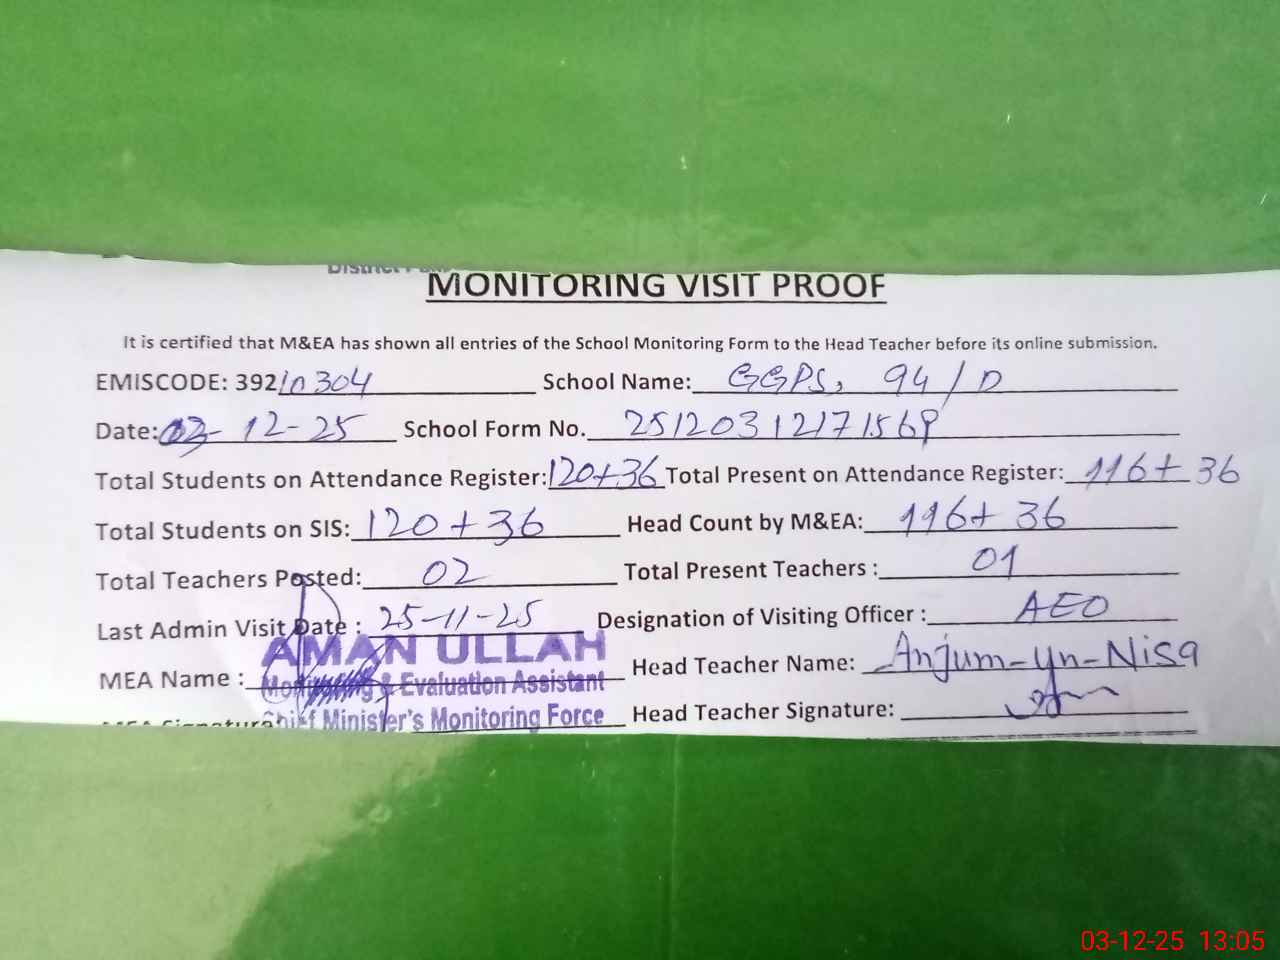 MONITORING VISIT PROOF
It is certified that M&EA has shown all entries of the School Monitoring Form to the Head Teacher before its online submission.
EMISCODE: 39210304 School Name: GGPS, 94/D
Date: 03-12-25 School Form No. 25120312171568
Total Students on Attendance Register: 120+36 Total Present on Attendance Register: 116+36
Total Students on SIS: 120+36 Head Count by M&EA: 116+36
Total Teachers Posted: 02 Total Present Teachers : 01
Last Admin Visit Date : 25-11-25 Designation of Visiting Officer : AEO
AMAN ULLAH
MEA Name : Monitoring & Evaluation Assistant Head Teacher Name: Anjum-un-Nisa
MEA Signature Chief Minister's Monitoring Force Head Teacher Signature:
03-12-25 13:05